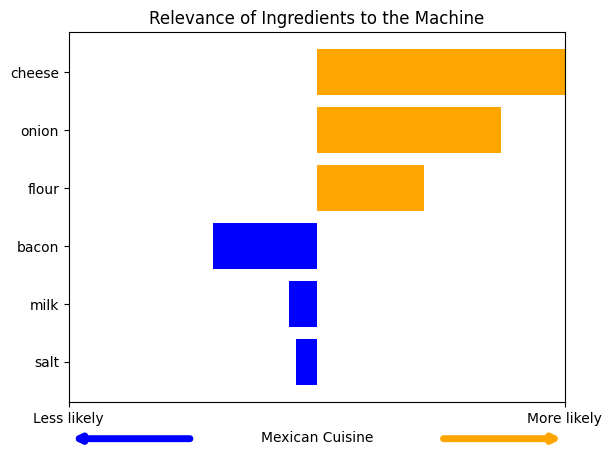 Relevance of Ingredients to the Machine
cheese
onion
flour
bacon
milk
salt
Less likely
More likely
Mexican Cuisine